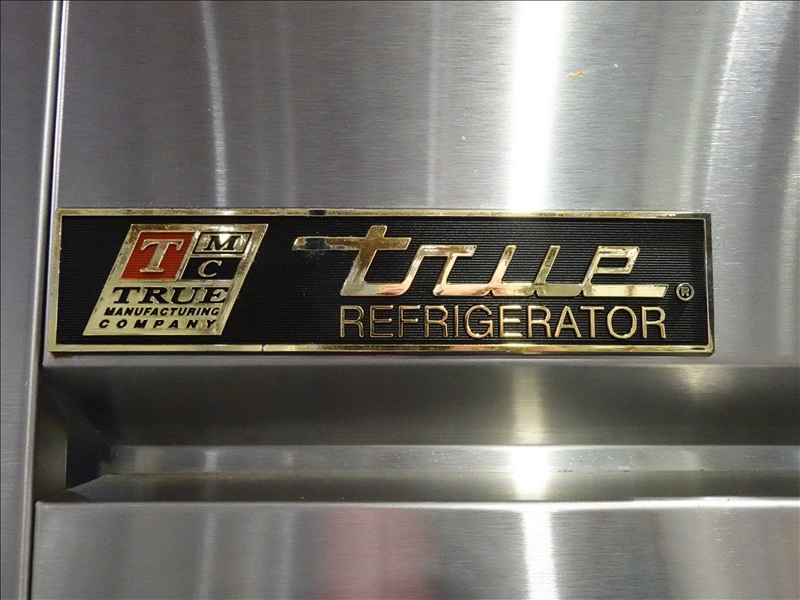 T M
C
TRUE
MANUFACTURING
COMPANY
true®
REFRIGERATOR